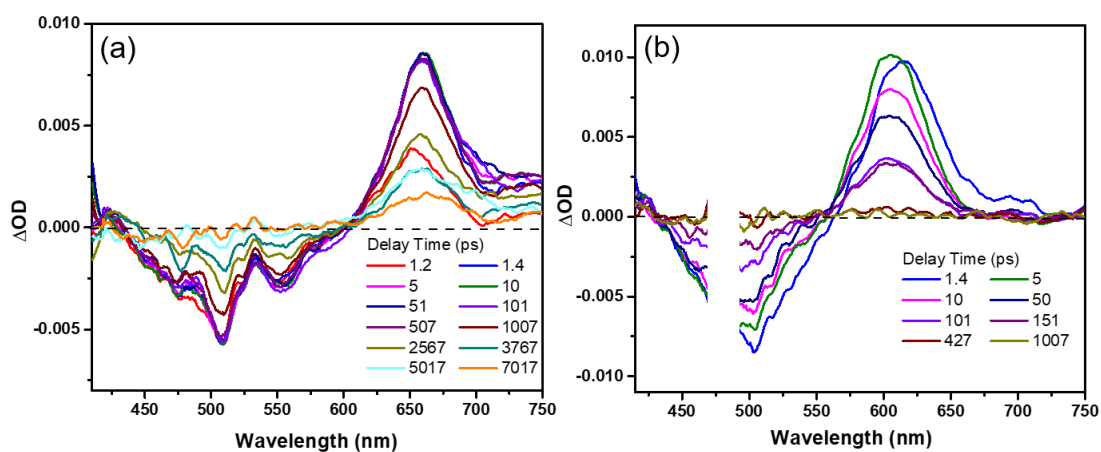 (a)
0.010
0.005
0.000
-0.005
ΔOD
Delay Time (ps)
1.2 1.4
5 10
51 101
507 1007
2567 3767
5017 7017
450 500 550 600 650 700 750
Wavelength (nm)
(b)
0.010
0.005
0.000
-0.005
-0.010
ΔOD
Delay Time (ps)
1.4 5
10 50
101 151
427 1007
450 500 550 600 650 700 750
Wavelength (nm)